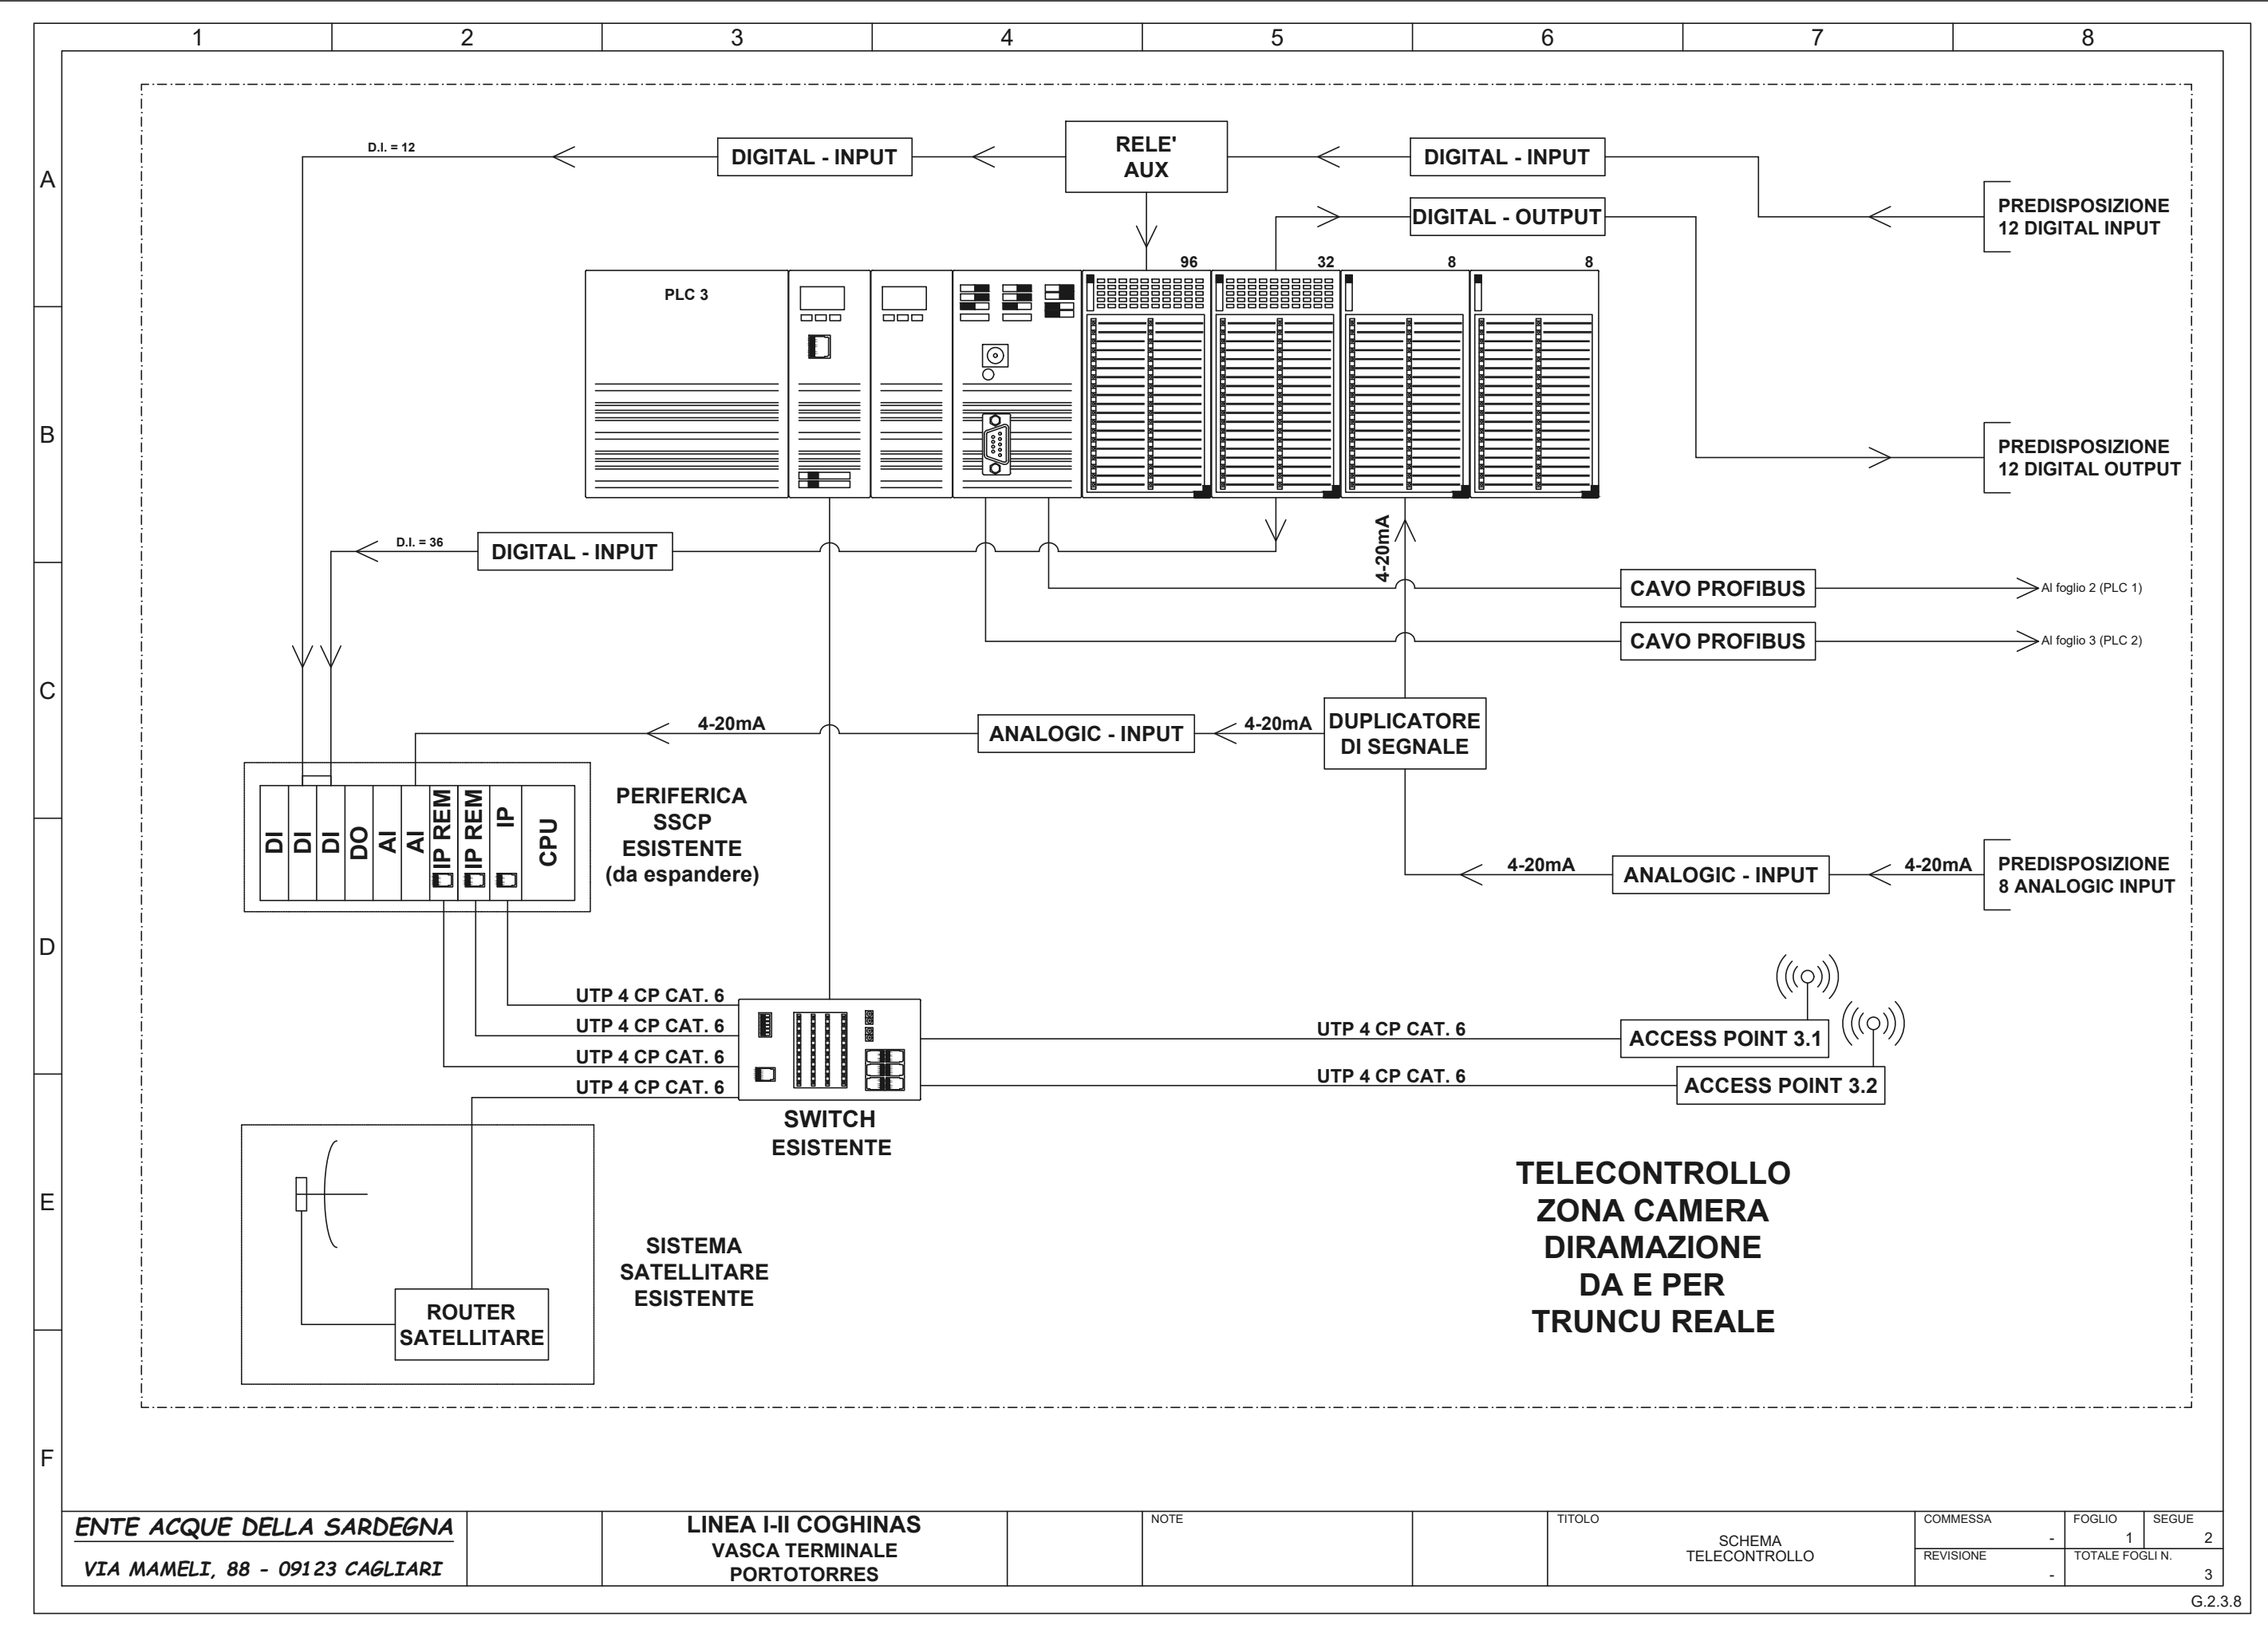 1 2 3 4 5 6 7 8
A
B
C
D
E
F
D.I. = 12
DIGITAL - INPUT
RELE'
AUX
DIGITAL - INPUT
DIGITAL - OUTPUT
PREDISPOSIZIONE
12 DIGITAL INPUT
96
32
8
8
PLC 3
PREDISPOSIZIONE
12 DIGITAL OUTPUT
D.I. = 36
DIGITAL - INPUT
4-20mA
CAVO PROFIBUS
Al foglio 2 (PLC 1)
CAVO PROFIBUS
Al foglio 3 (PLC 2)
4-20mA
ANALOGIC - INPUT
4-20mA
DUPLICATORE
DI SEGNALE
DI
DI
DI
DO
AI
AI
IP REM
IP REM
IP
CPU
PERIFERICA
SSCP
ESISTENTE
(da espandere)
4-20mA
ANALOGIC - INPUT
4-20mA
PREDISPOSIZIONE
8 ANALOGIC INPUT
UTP 4 CP CAT. 6
UTP 4 CP CAT. 6
UTP 4 CP CAT. 6
UTP 4 CP CAT. 6
SWITCH
ESISTENTE
UTP 4 CP CAT. 6
ACCESS POINT 3.1
UTP 4 CP CAT. 6
ACCESS POINT 3.2
SISTEMA
SATELLITARE
ESISTENTE
ROUTER
SATELLITARE
TELECONTROLLO
ZONA CAMERA
DIRAMAZIONE
DA E PER
TRUNCU REALE
ENTE ACQUE DELLA SARDEGNA
VIA MAMELI, 88 - 09123 CAGLIARI
LINEA I-II COGHINAS
VASCA TERMINALE
PORTOTORRES
NOTE
TITOLO
SCHEMA
TELECONTROLLO
COMMESSA
-
REVISIONE
-
FOGLIO
1
SEGUE
2
TOTALE FOGLI N.
3
G.2.3.8